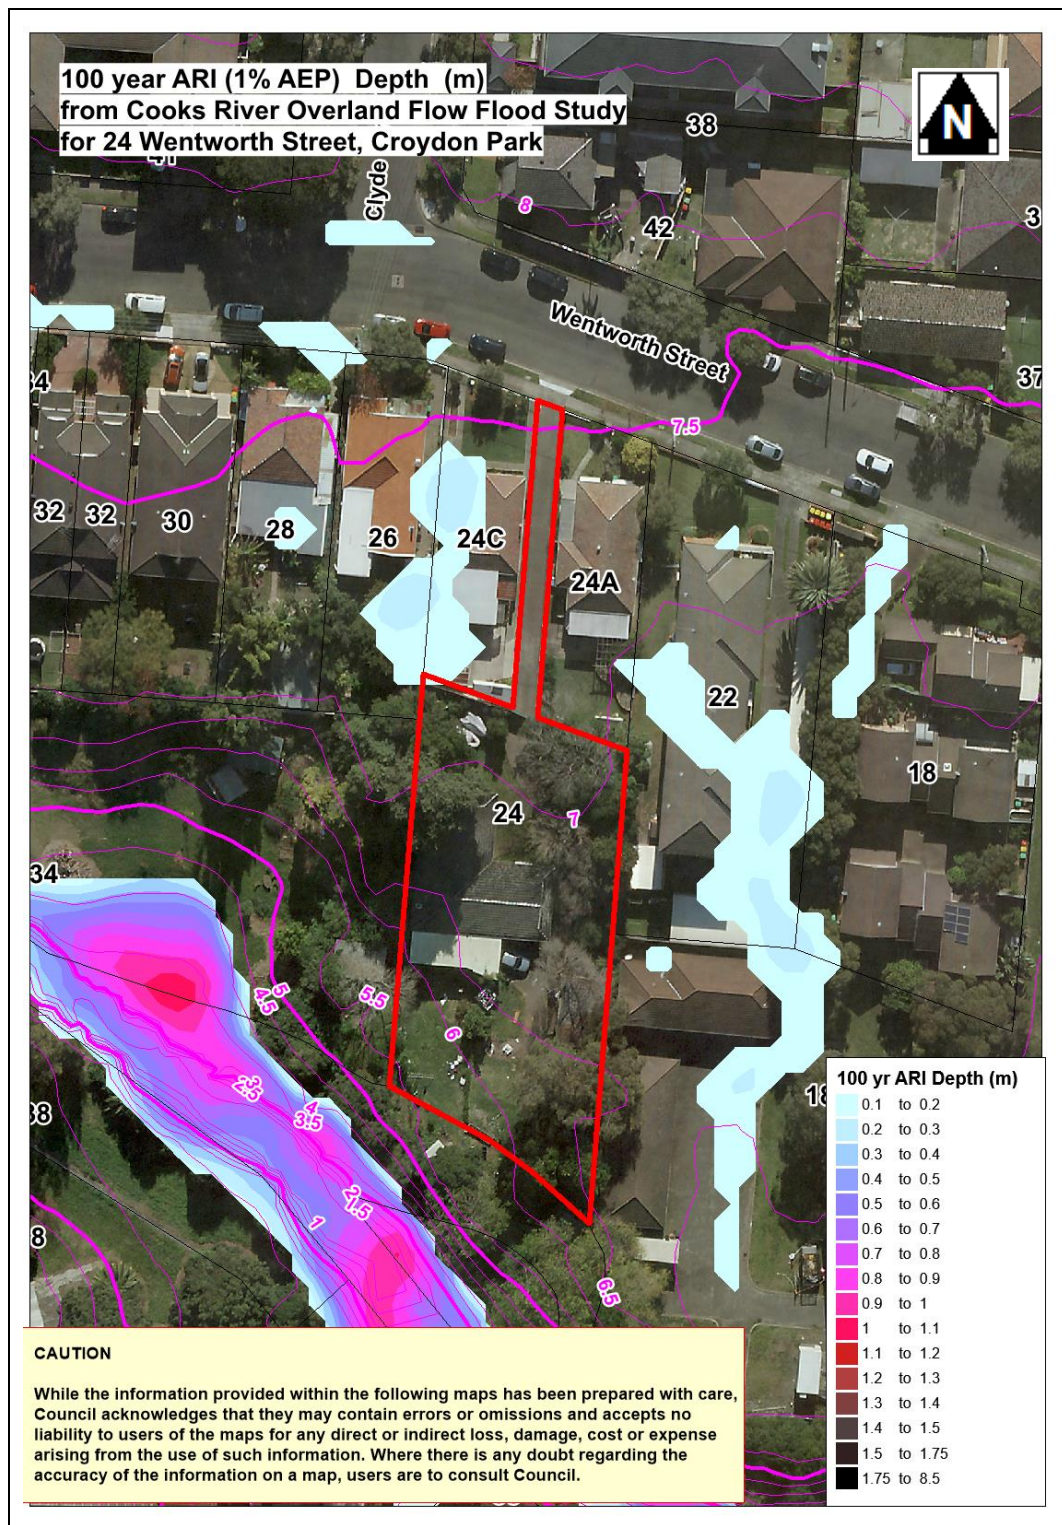 100 year ARI (1% AEP) Depth (m)
from Cooks River Overland Flow Flood Study
for 24 Wentworth Street, Croydon Park
N
38
Clyde
8
42
3
Wentworth Street
37
34
7.5
32
32
30
28
26
24C
24A
22
18
24
7
34
5
4.5
5.5
6
3
2.5
4
3.5
38
2
1.5
1
8
6.5
18
100 yr ARI Depth (m)
0.1 to 0.2
0.2 to 0.3
0.3 to 0.4
0.4 to 0.5
0.5 to 0.6
0.6 to 0.7
0.7 to 0.8
0.8 to 0.9
0.9 to 1
1 to 1.1
1.1 to 1.2
1.2 to 1.3
1.3 to 1.4
1.4 to 1.5
1.5 to 1.75
1.75 to 8.5
CAUTION
While the information provided within the following maps has been prepared with care,
Council acknowledges that they may contain errors or omissions and accepts no
liability to users of the maps for any direct or indirect loss, damage, cost or expense
arising from the use of such information. Where there is any doubt regarding the
accuracy of the information on a map, users are to consult Council.